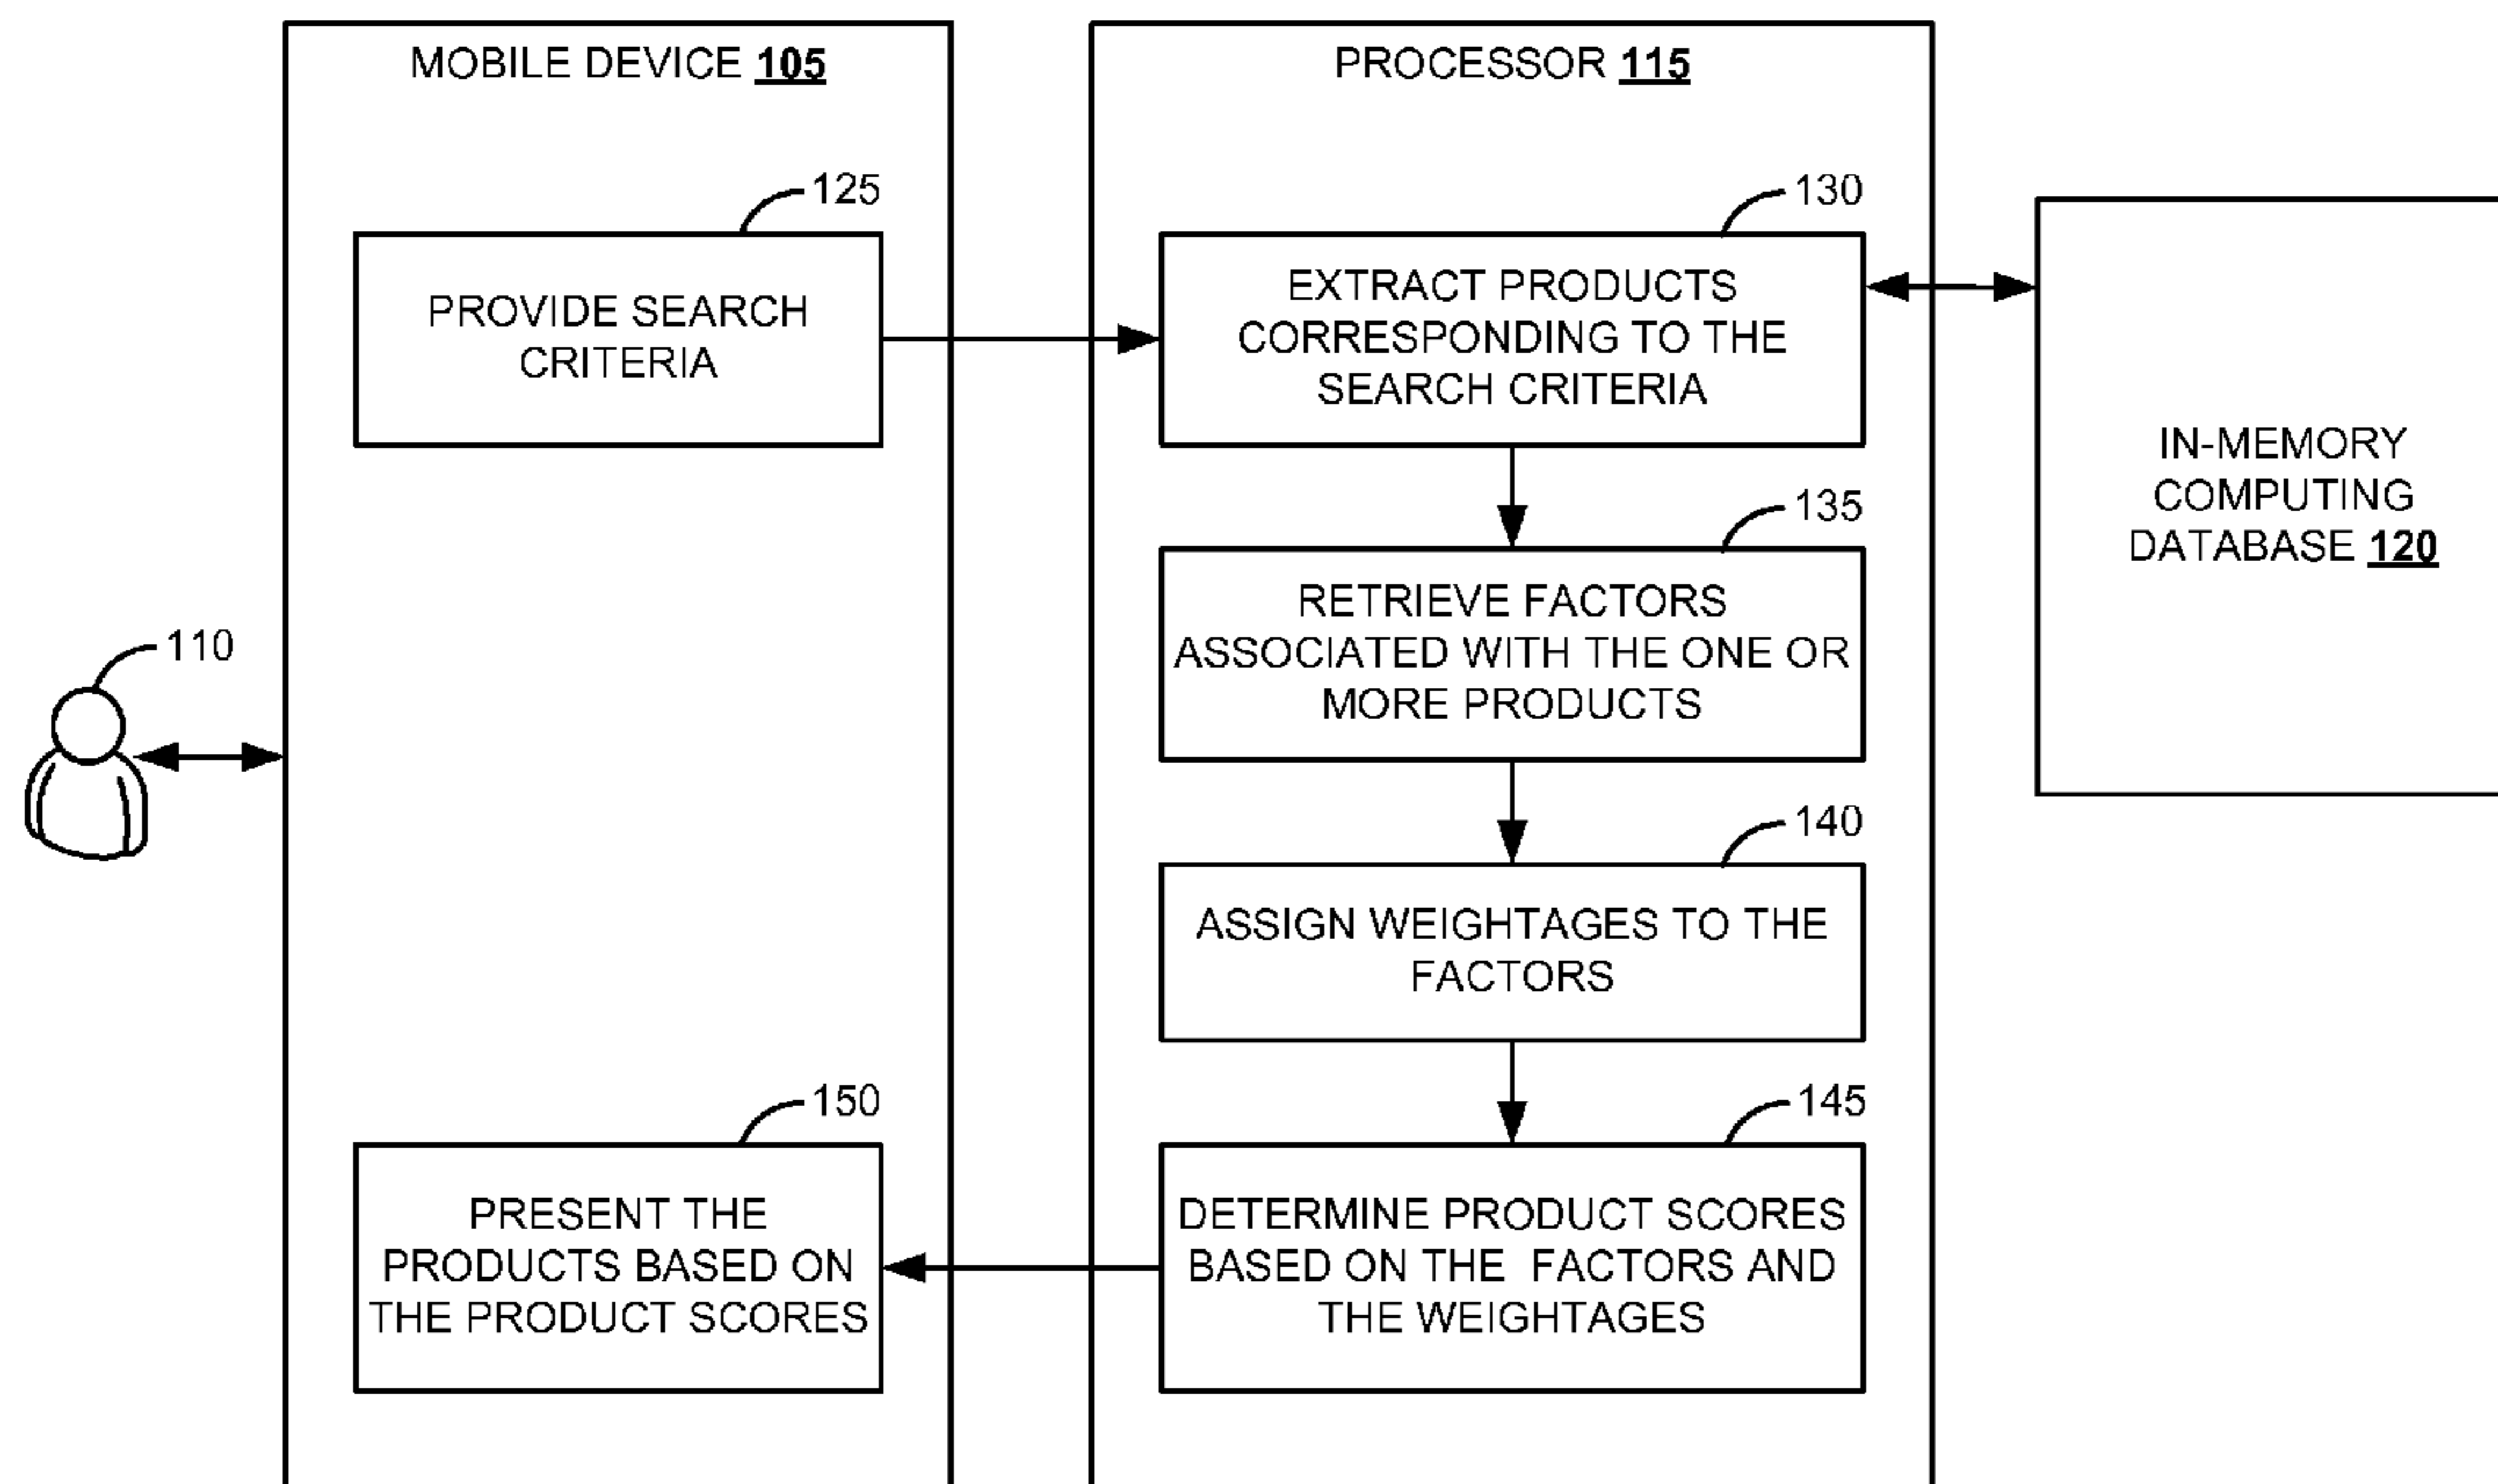 MOBILE DEVICE 105
PROCESSOR 115
125
PROVIDE SEARCH
CRITERIA
130
EXTRACT PRODUCTS
CORRESPONDING TO THE
SEARCH CRITERIA
IN-MEMORY
COMPUTING
DATABASE 120
135
RETRIEVE FACTORS
ASSOCIATED WITH THE ONE OR
MORE PRODUCTS
110
140
ASSIGN WEIGHTAGES TO THE
FACTORS
145
DETERMINE PRODUCT SCORES
BASED ON THE FACTORS AND
THE WEIGHTAGES
150
PRESENT THE
PRODUCTS BASED ON
THE PRODUCT SCORES